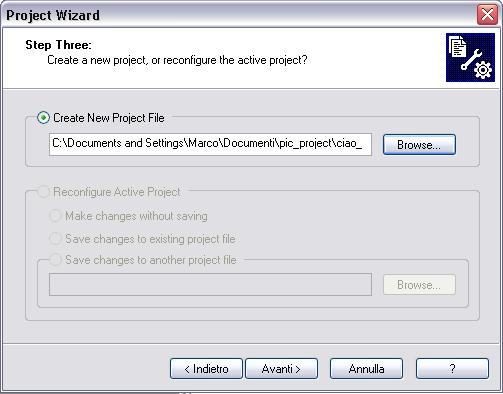 Project Wizard
Step Three:
Create a new project, or reconfigure the active project?
Create New Project File
C:\Documents and Settings\Marco\Documenti\pic_project\ciao_
Browse...
Reconfigure Active Project
Make changes without saving
Save changes to existing project file
Save changes to another project file
Browse...
< Indietro
Avanti >
Annulla
?